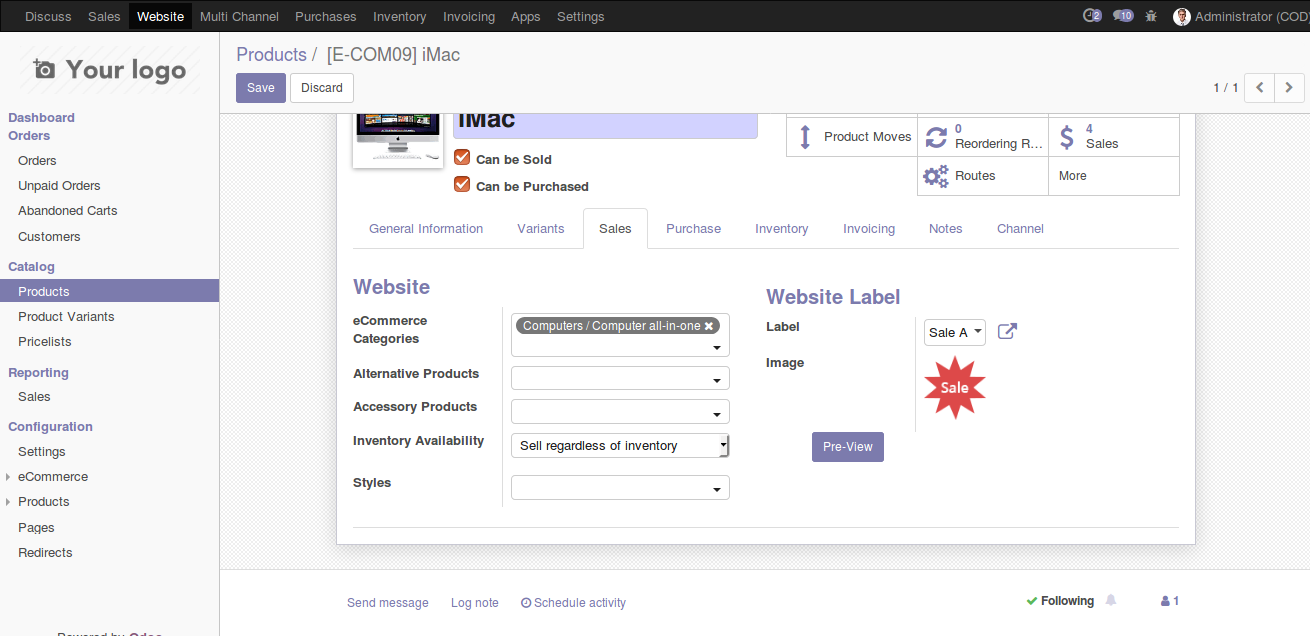 Discuss Sales Website Multi Channel Purchases Inventory Invoicing Apps Settings 2 10 Administrator (COD
Your logo
Products / [E-COM09] iMac
Save Discard
1 / 1
Dashboard
Orders
Orders
Unpaid Orders
Abandoned Carts
Customers
Catalog
Products
Product Variants
Pricelists
Reporting
Sales
Configuration
Settings
eCommerce
Products
Pages
Redirects
Powered by Odoo
iMac
Can be Sold
Can be Purchased
Product Moves
0
Reordering R...
4
Sales
Routes
More
General Information Variants Sales Purchase Inventory Invoicing Notes Channel
Website
eCommerce
Categories
Computers / Computer all-in-one
Alternative Products
Accessory Products
Inventory Availability
Sell regardless of inventory
Styles
Website Label
Label
Sale A
Image
Sale
Pre-View
Send message Log note Schedule activity
Following
1